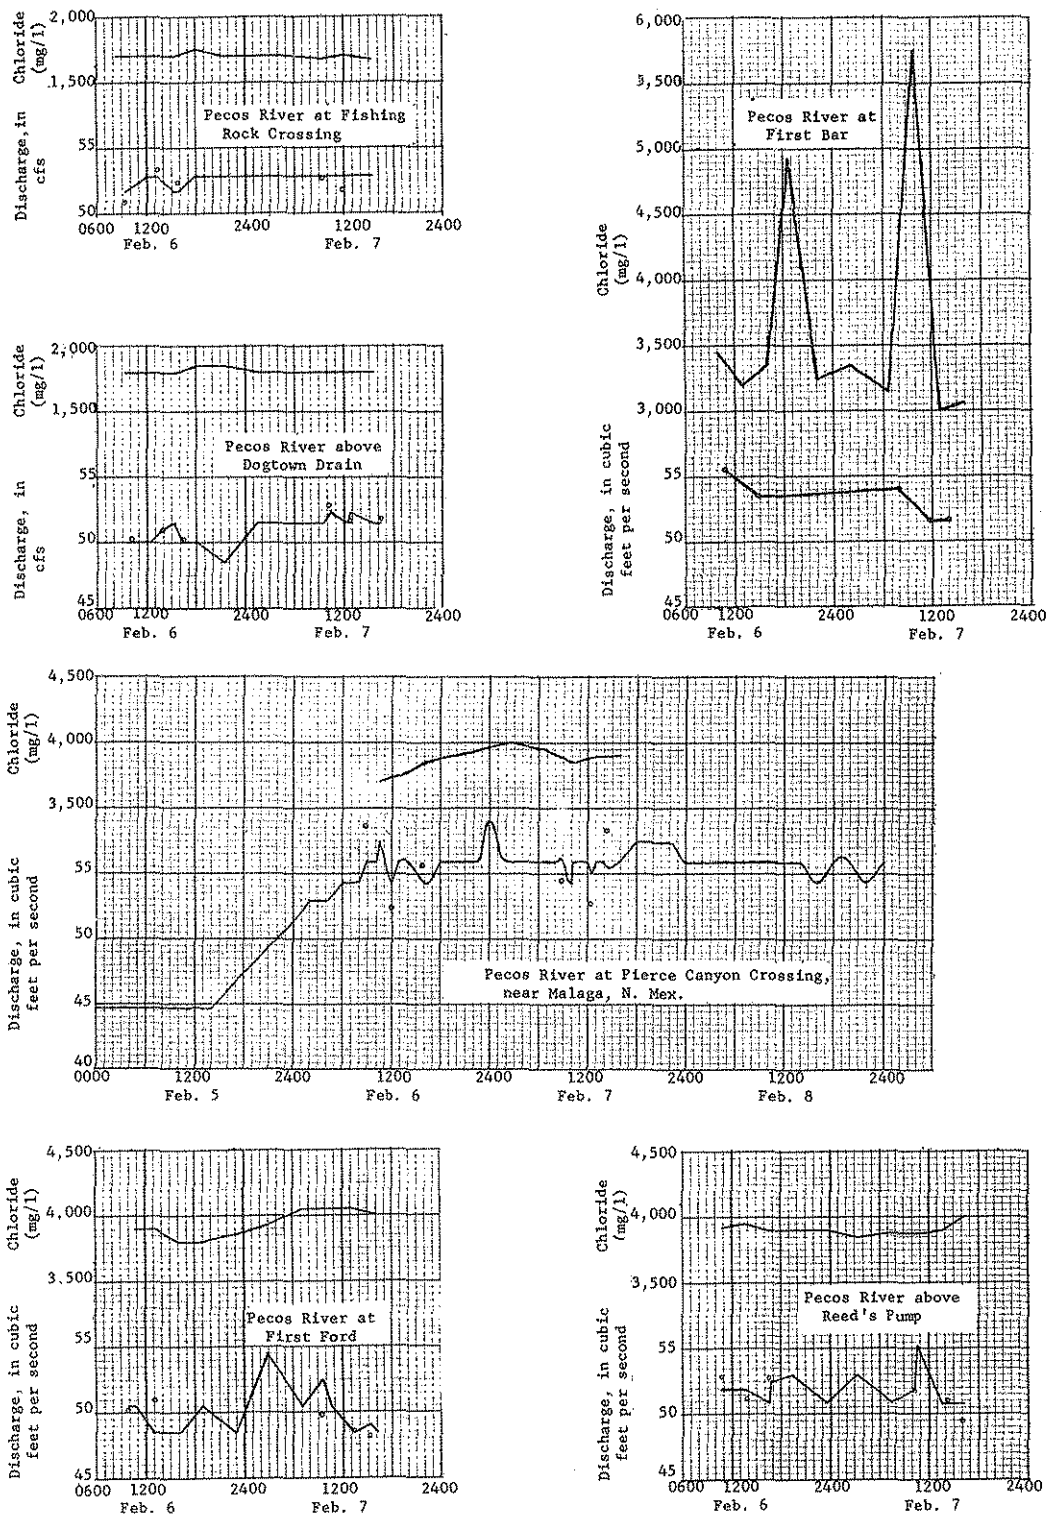 2,000
Chloride
(mg/l)
1,500
Pecos River at Fishing
Rock Crossing
Discharge, in
cfs
55
50
0600 1200 2400 1200 2400
Feb. 6 Feb. 7
2,000
Chloride
(mg/l)
1,500
Pecos River above
Dogtown Drain
Discharge, in
cfs
55
50
45
0600 1200 2400 1200 2400
Feb. 6 Feb. 7
6,000
5,500
5,000
4,500
4,000
3,500
3,000
Chloride
(mg/l)
Pecos River at
First Bar
Discharge, in cubic
feet per second
55
50
45
0600 1200 2400 1200 2400
Feb. 6 Feb. 7
4,500
4,000
3,500
Chloride
(mg/l)
Discharge, in cubic
feet per second
55
50
45
40
Pecos River at Pierce Canyon Crossing,
near Malaga, N. Mex.
0000 1200 2400 1200 2400 1200 2400 1200 2400
Feb. 5 Feb. 6 Feb. 7 Feb. 8
4,500
4,000
3,500
Chloride
(mg/l)
Pecos River at
First Ford
Discharge, in cubic
feet per second
55
50
45
0600 1200 2400 1200 2400
Feb. 6 Feb. 7
4,500
4,000
3,500
Chloride
(mg/l)
Pecos River above
Reed's Pump
Discharge, in cubic
feet per second
55
50
45
0600 1200 2400 1200 2400
Feb. 6 Feb. 7